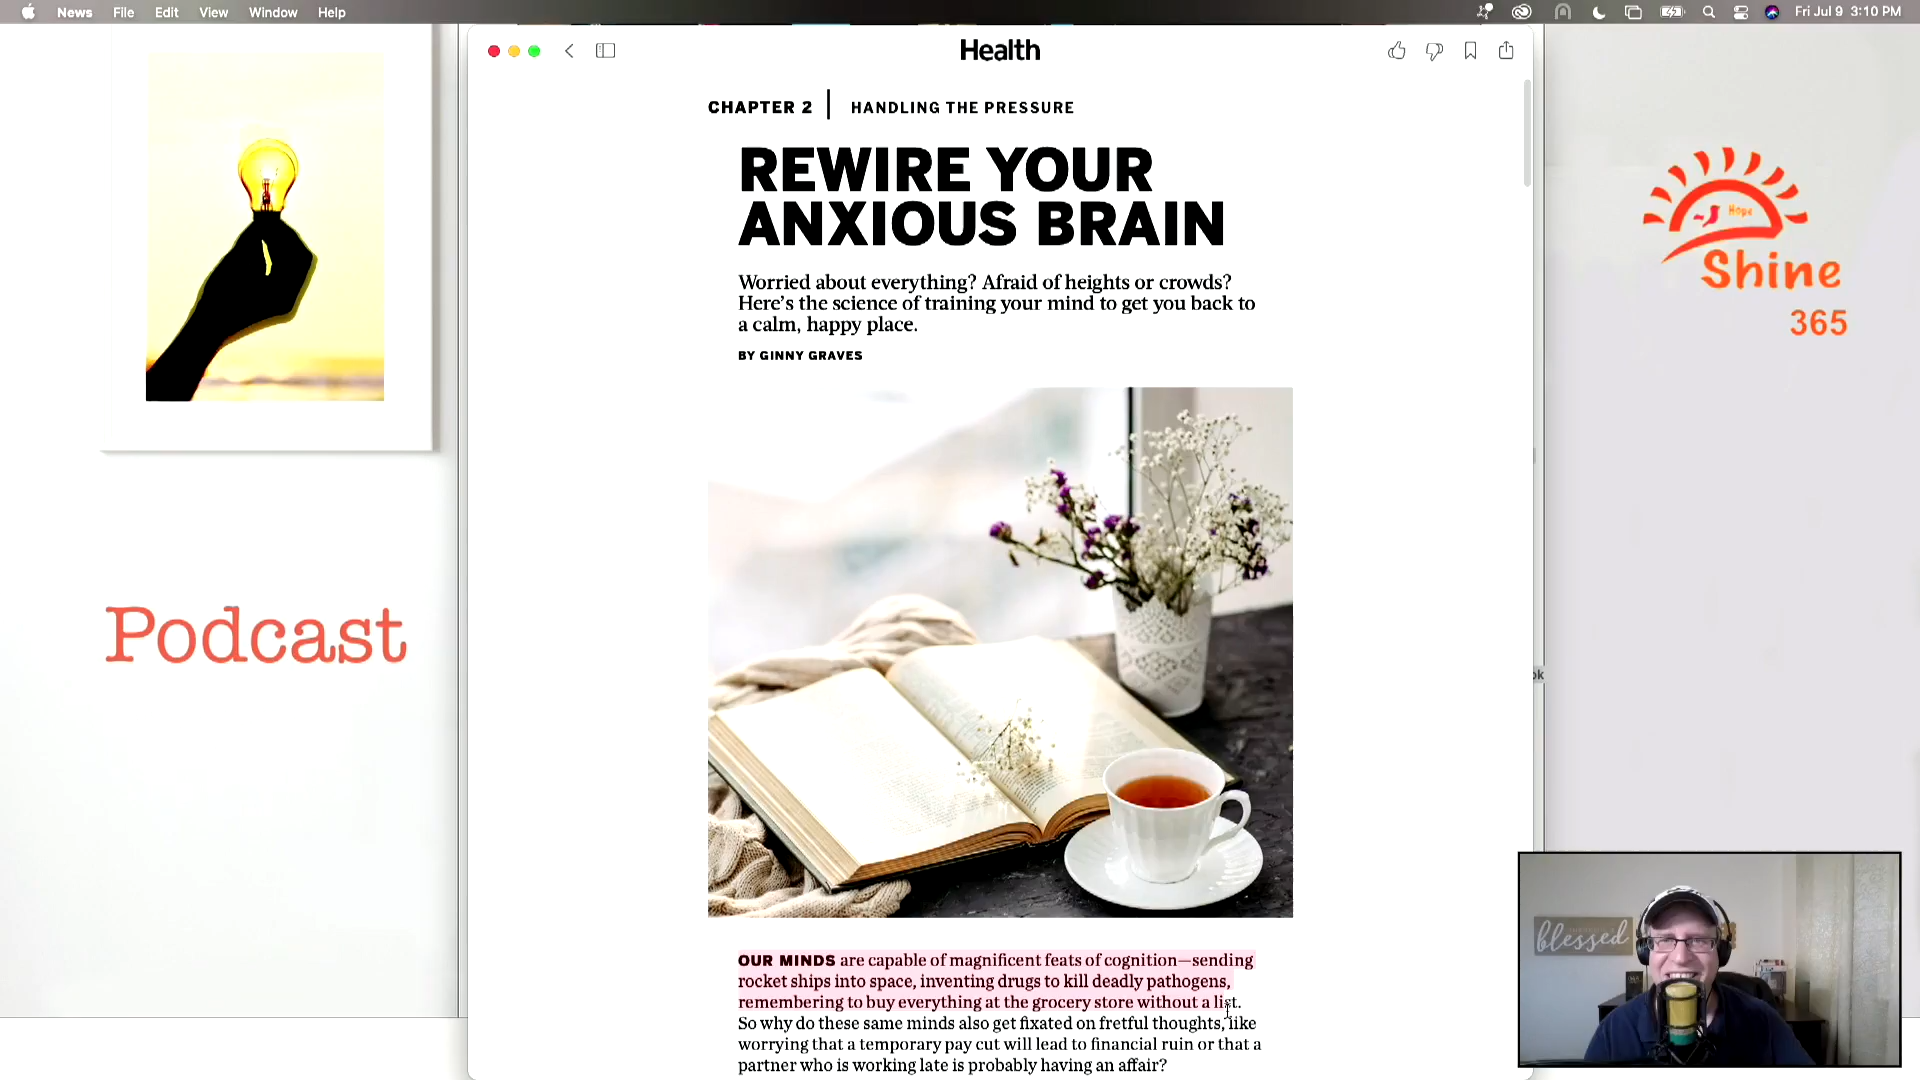 News File Edit View Window Help
Fri Jul 9 3:10 PM
Health
CHAPTER 2 | HANDLING THE PRESSURE
REWIRE YOUR
ANXIOUS BRAIN
Worried about everything? Afraid of heights or crowds?
Here's the science of training your mind to get you back to
a calm, happy place.
BY GINNY GRAVES
Hope
Shine
365
Podcast
ok
OUR MINDS are capable of magnificent feats of cognition—sending
rocket ships into space, inventing drugs to kill deadly pathogens,
remembering to buy everything at the grocery store without a list.
So why do these same minds also get fixated on fretful thoughts, like
worrying that a temporary pay cut will lead to financial ruin or that a
partner who is working late is probably having an affair?
blessed